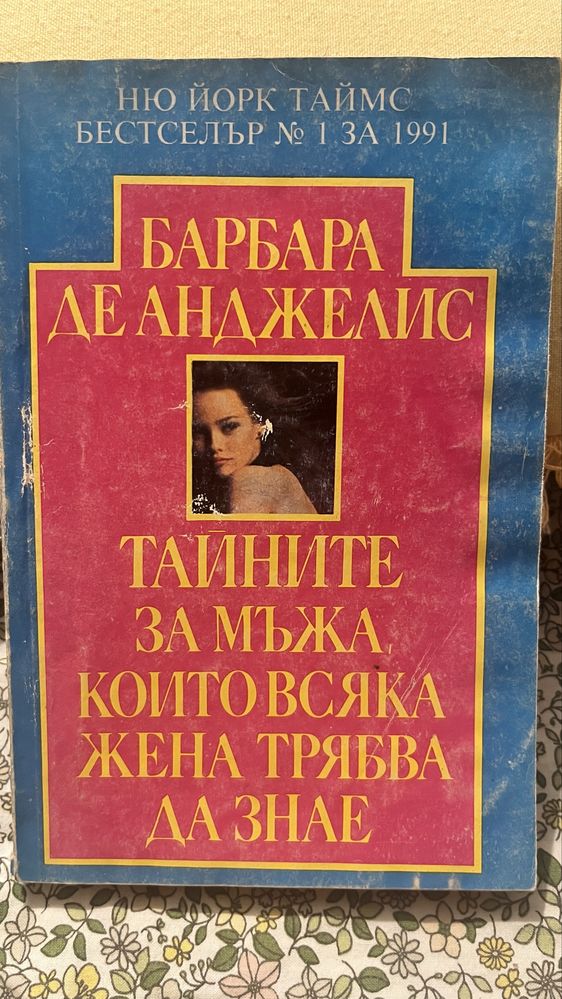 НЮ ЙОРК ТАЙМС
БЕСТСЕЛЪР № 1 ЗА 1991
БАРБАРА
ДЕ АНДЖЕЛИС
ТАЙНИТЕ
ЗА МЪЖА,
КОИТО ВСЯКА
ЖЕНА ТРЯБВА
ДА ЗНАЕ